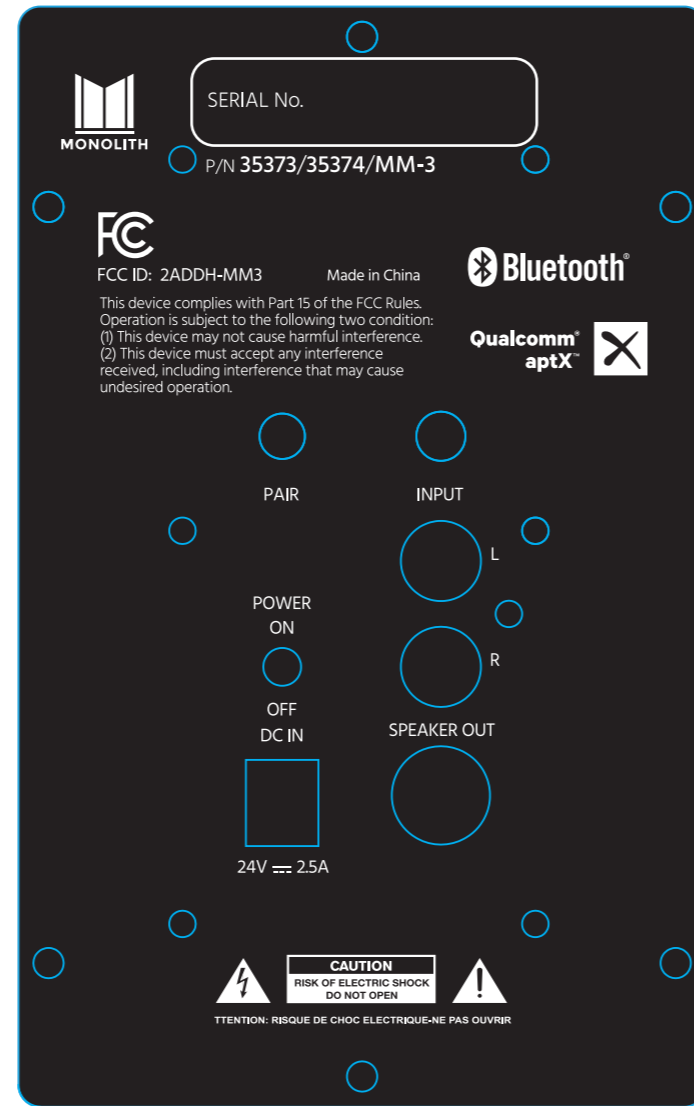 SERIAL No.
MONOLITH
P/N 35373/35374/MM-3
FC
FCC ID: 2ADDH-MM3 Made in China
Bluetooth®
This device complies with Part 15 of the FCC Rules.
Operation is subject to the following two condition:
(1) This device may not cause harmful interference.
(2) This device must accept any interference
received, including interference that may cause
undesired operation.
Qualcomm®
aptX™
PAIR INPUT
L
POWER
ON
R
OFF
DC IN SPEAKER OUT
24V ⎓ 2.5A
CAUTION
RISK OF ELECTRIC SHOCK
DO NOT OPEN
TTENTION: RISQUE DE CHOC ELECTRIQUE-NE PAS OUVRIR